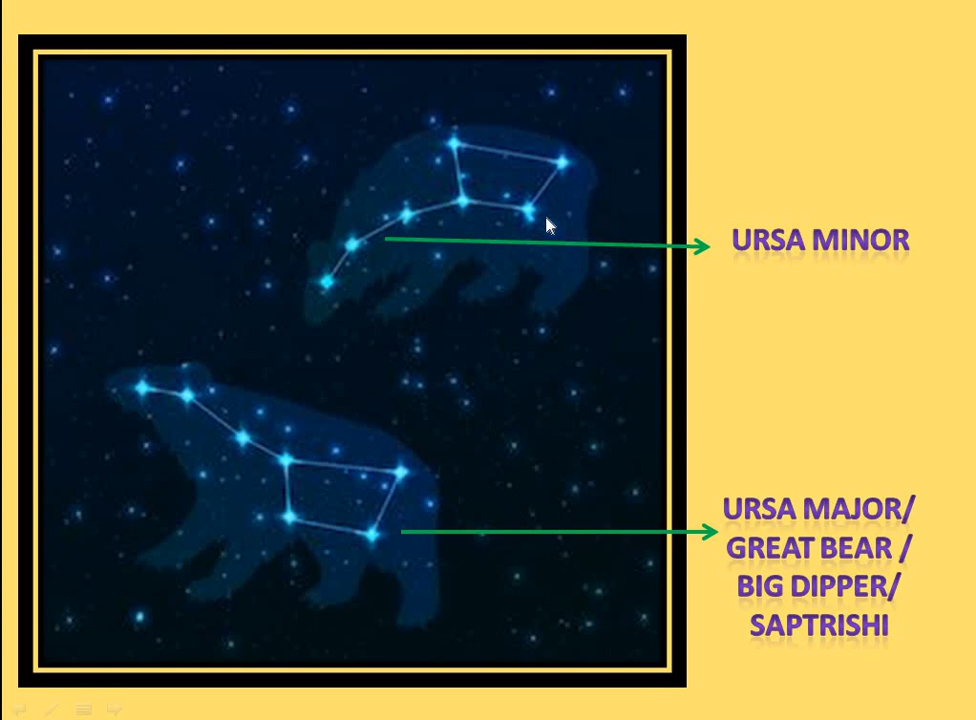 URSA MINOR
URSA MAJOR/
GREAT BEAR /
BIG DIPPER/
SAPTRISHI